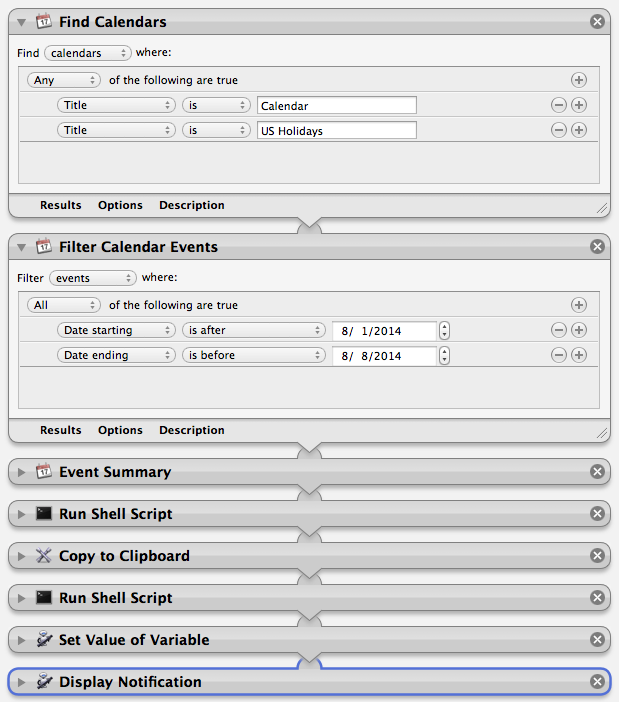 Find Calendars
Find calendars where:
Any of the following are true
Title is Calendar
Title is US Holidays
Results Options Description
Filter Calendar Events
Filter events where:
All of the following are true
Date starting is after 8/ 1/2014
Date ending is before 8/ 8/2014
Results Options Description
Event Summary
Run Shell Script
Copy to Clipboard
Run Shell Script
Set Value of Variable
Display Notification